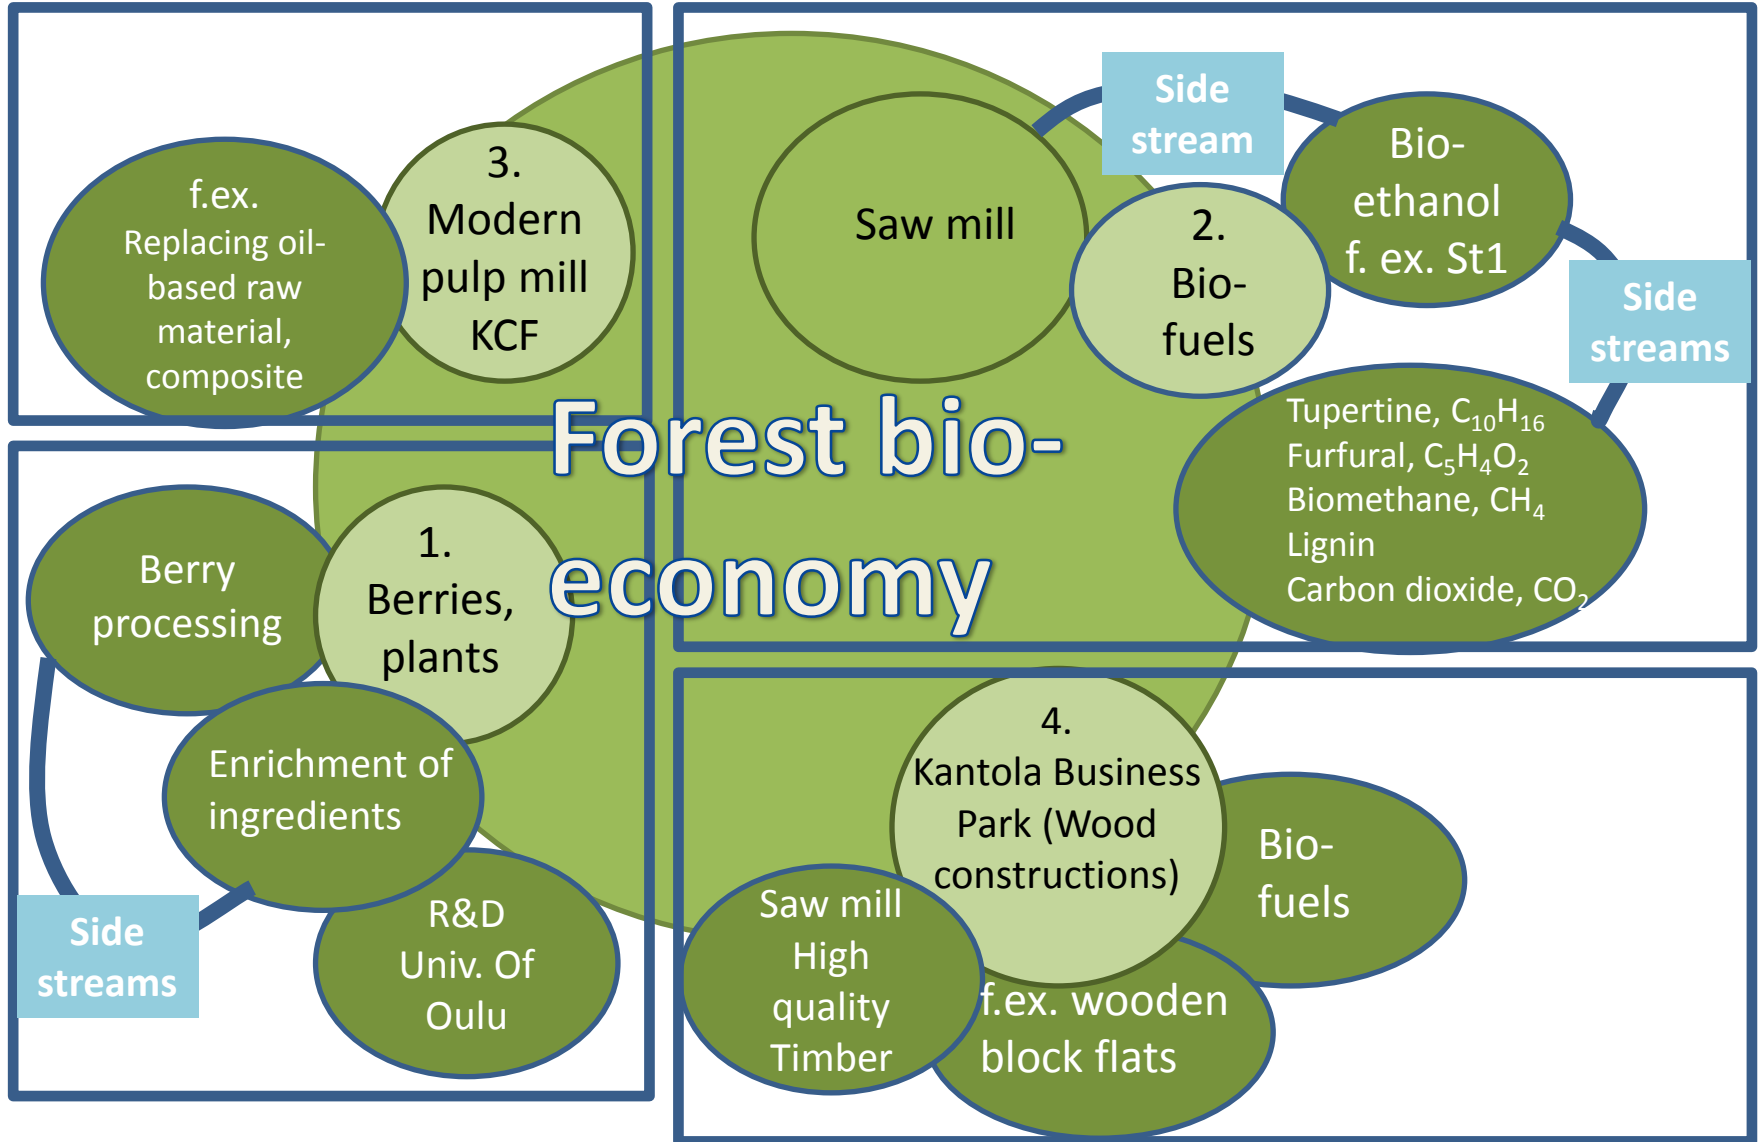 3.
Modern
pulp mill
KCF
f.ex.
Replacing oil-
based raw
material,
composite
Saw mill
Side
stream
2.
Bio-
fuels
Bio-
ethanol
f. ex. St1
Side
streams
Tupertine, C₁₀H₁₆
Furfural, C₅H₄O₂
Biomethane, CH₄
Lignin
Carbon dioxide, CO₂
Forest bio-
economy
1.
Berries,
plants
Berry
processing
Enrichment of
ingredients
R&D
Univ. Of
Oulu
Side
streams
4.
Kantola Business
Park (Wood
constructions)
Bio-
fuels
Saw mill
High
quality
Timber
f.ex. wooden
block flats